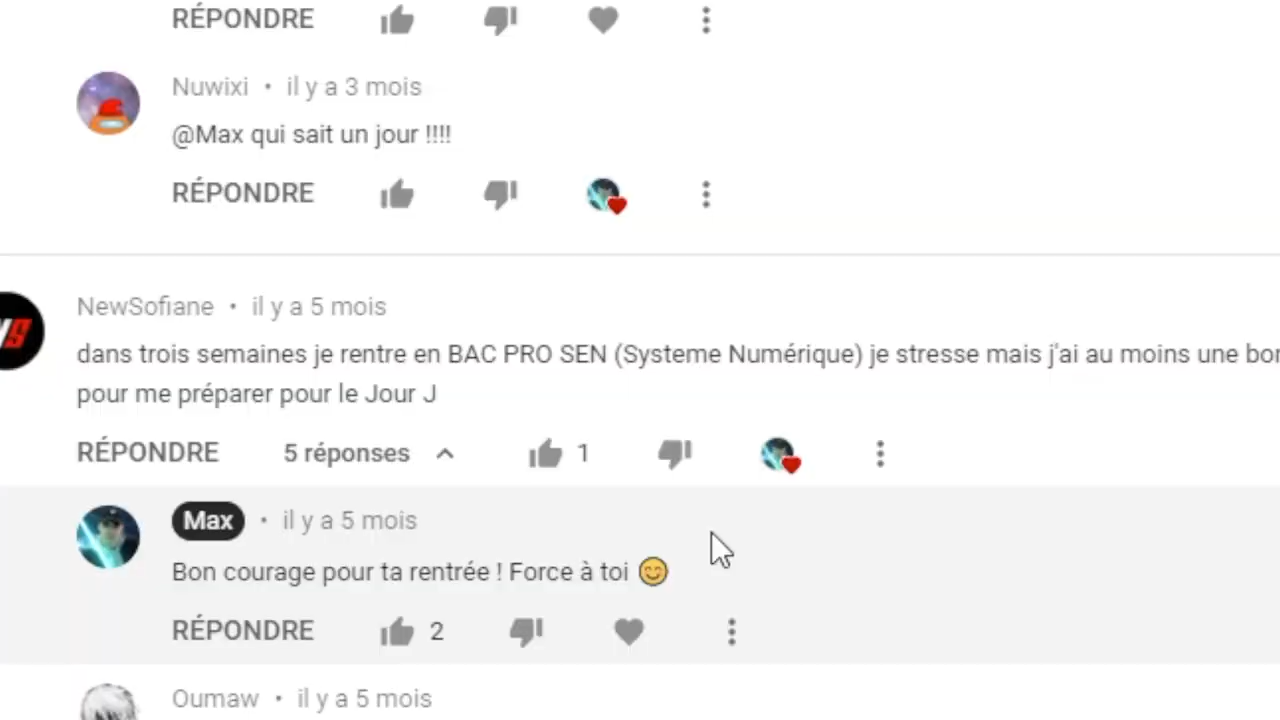 RÉPONDRE
Nuwixi • il y a 3 mois
@Max qui sait un jour !!!!
RÉPONDRE
NewSofiane • il y a 5 mois
dans trois semaines je rentre en BAC PRO SEN (Systeme Numérique) je stresse mais j'ai au moins une
pour me préparer pour le Jour J
RÉPONDRE 5 réponses 1
Max • il y a 5 mois
Bon courage pour ta rentrée ! Force à toi 😊
RÉPONDRE 2
Oumaw • il y a 5 mois